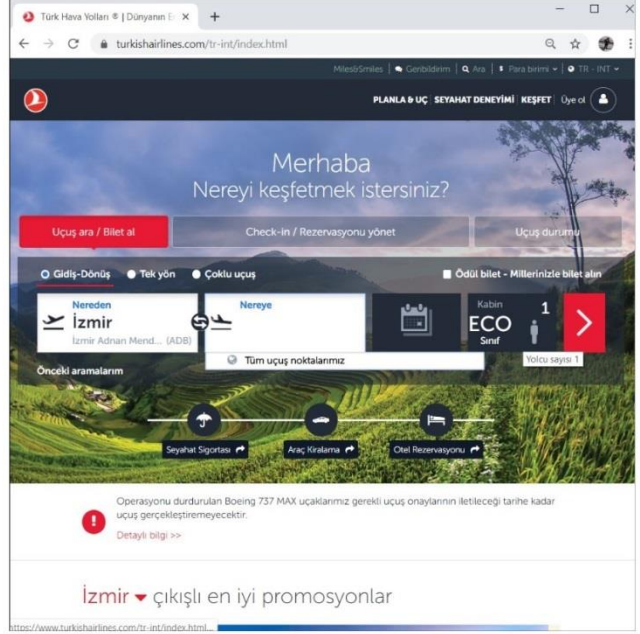 Türk Hava Yolları ® | Dünyanın E
turkishairlines.com/tr-int/index.html
Miles&Smiles | Geribildirim | Ara | Para birimi | TR - INT
PLANLA & UÇ SEYAHAT DENEYİMİ KEŞFET Üye ol
Merhaba
Nereyi keşfetmek istersiniz?
Uçuş ara / Bilet al Check-in / Rezervasyonu yönet Uçuş durumu
Gidiş-Dönüş Tek yön Çoklu uçuş Ödül bilet - Millerinizle bilet alın
Nereden Nereye Kabin 1
İzmir ECO
İzmir Adnan Mend... (ADB) Sınıf
Tüm uçuş noktalarımız Yolcu sayısı 1
Önceki aramalarım
Seyahat Sigortası Araç Kiralama Otel Rezervasyonu
Operasyonu durdurulan Boeing 737 MAX uçaklarımız gerekli uçuş onaylarının iletileceği tarihe kadar
uçuş gerçekleştiremeyecektir.
Detaylı bilgi >>
İzmir çıkışlı en iyi promosyonlar
https://www.turkishairlines.com/tr-int/index.html...